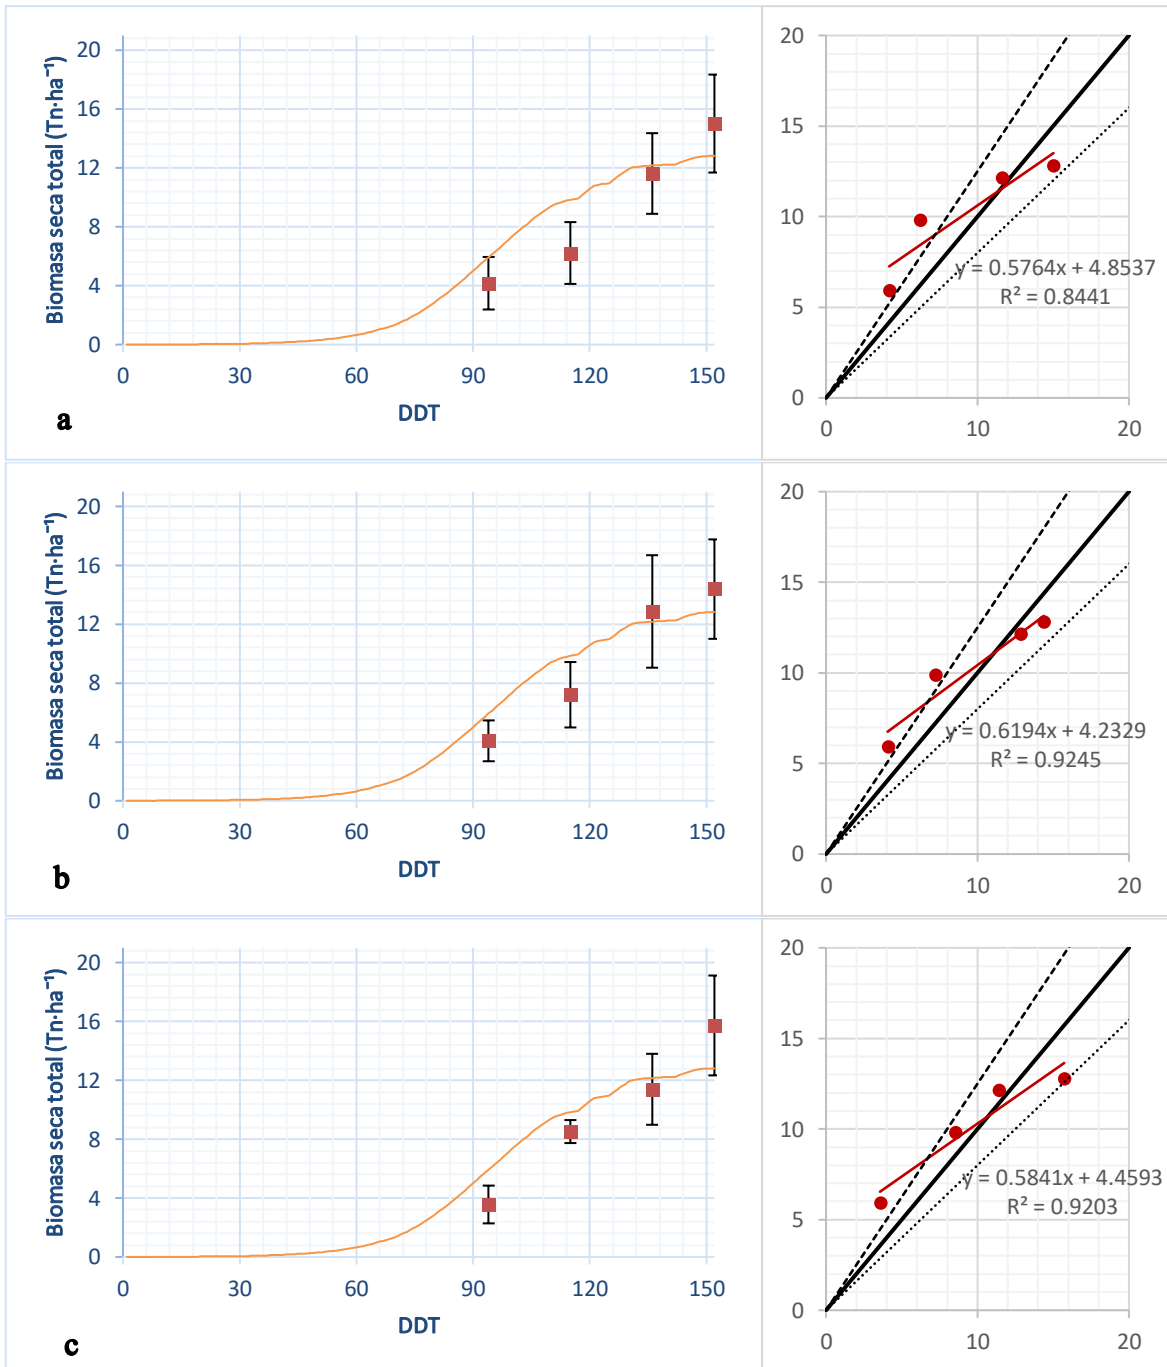 Biomasa seca total (Tn·ha⁻¹)
20
16
12
8
4
0
0 30 60 90 120 150
DDT
a
20
15
10
5
0
0 10 20
y = 0.5764x + 4.8537
R² = 0.8441
Biomasa seca total (Tn·ha⁻¹)
20
16
12
8
4
0
0 30 60 90 120 150
DDT
b
20
15
10
5
0
0 10 20
y = 0.6194x + 4.2329
R² = 0.9245
Biomasa seca total (Tn·ha⁻¹)
20
16
12
8
4
0
0 30 60 90 120 150
DDT
c
20
15
10
5
0
0 10 20
y = 0.5841x + 4.4593
R² = 0.9203